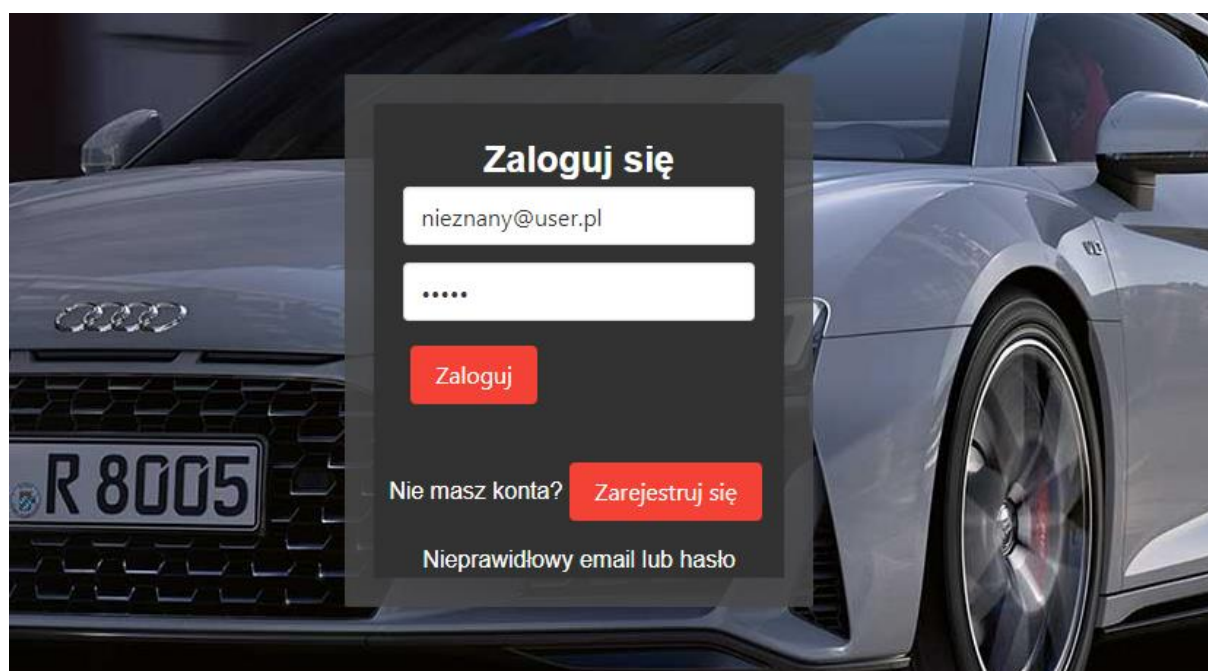 Zaloguj się
nieznany@user.pl
•••••
Zaloguj
R 8005
Nie masz konta? Zarejestruj się
Nieprawidłowy email lub hasło